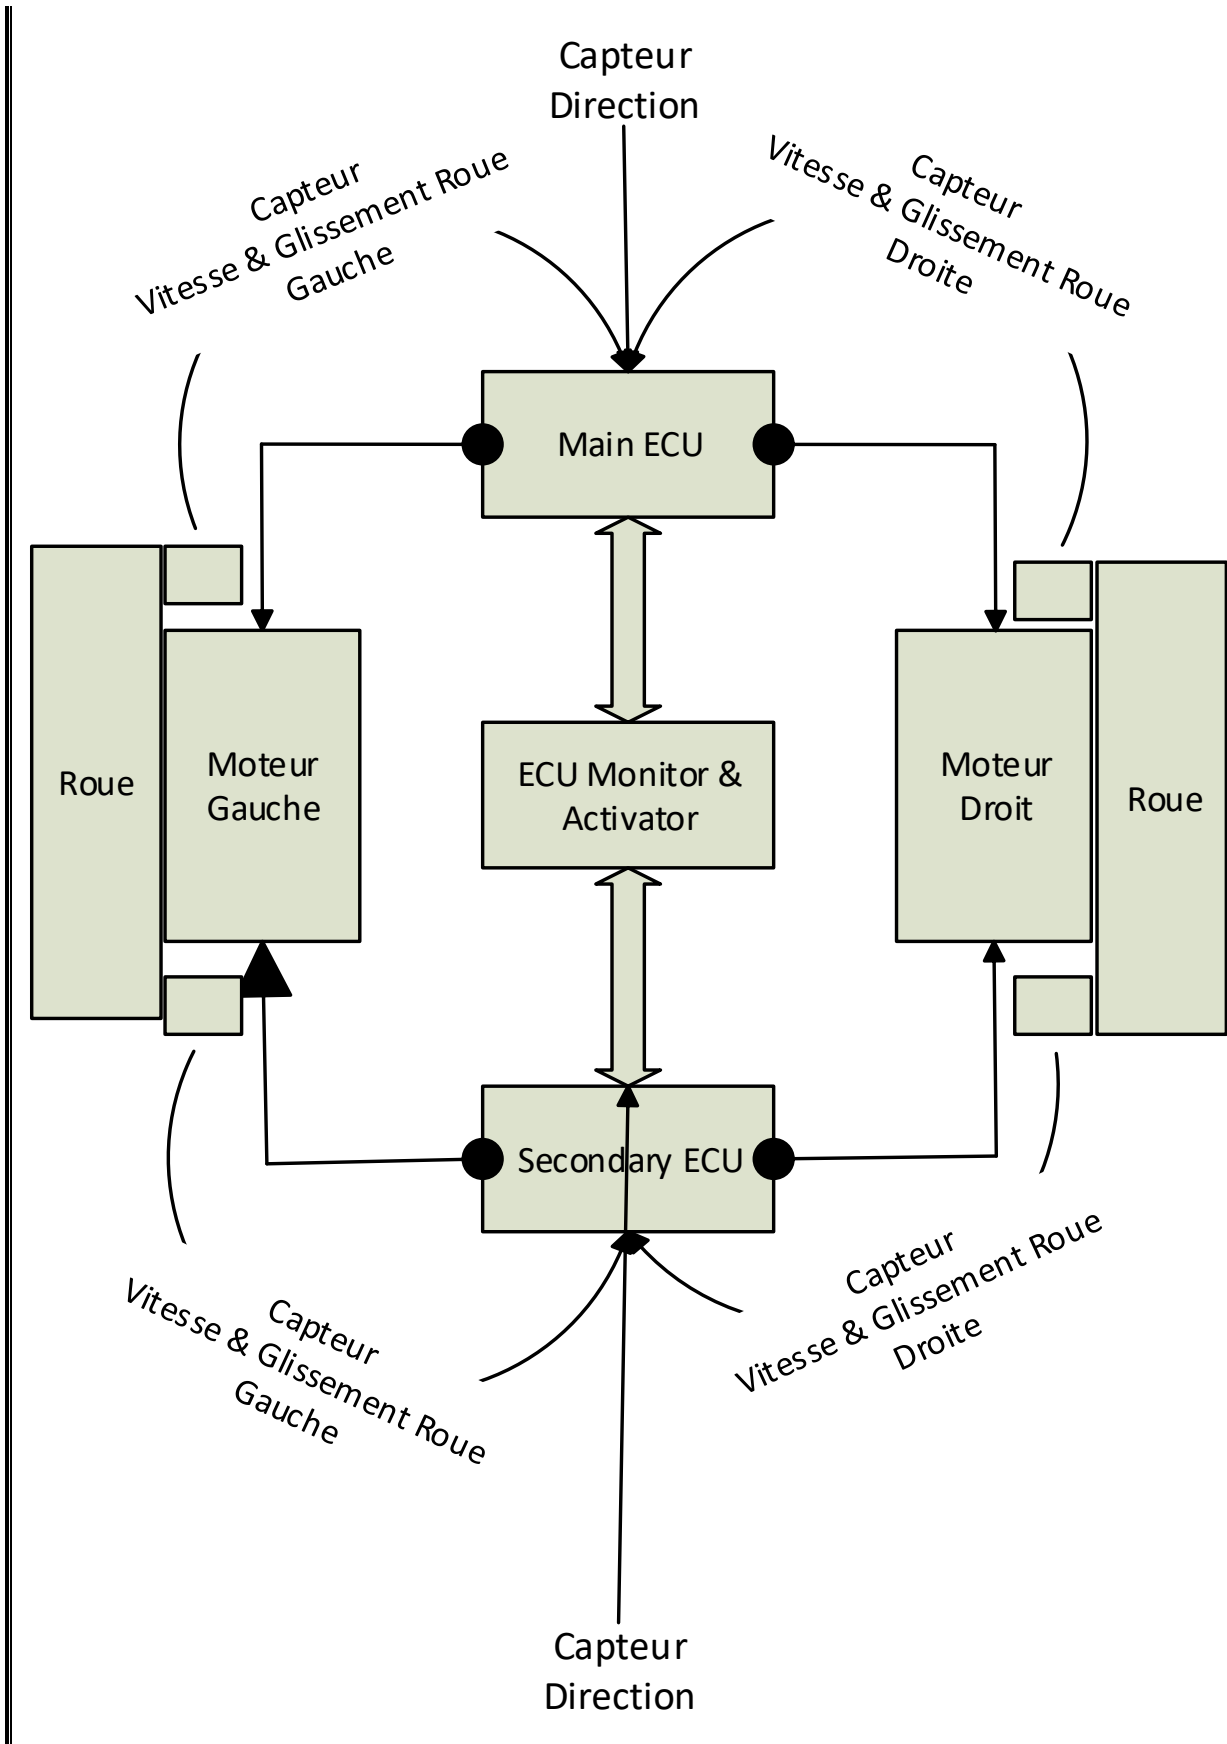 Capteur
Direction
Capteur
Vitesse & Glissement Roue
Gauche
Capteur
Vitesse & Glissement Roue
Droite
Main ECU
Roue
Moteur
Gauche
ECU Monitor &
Activator
Moteur
Droit
Roue
Secondary ECU
Capteur
Vitesse & Glissement Roue
Gauche
Capteur
Vitesse & Glissement Roue
Droite
Capteur
Direction